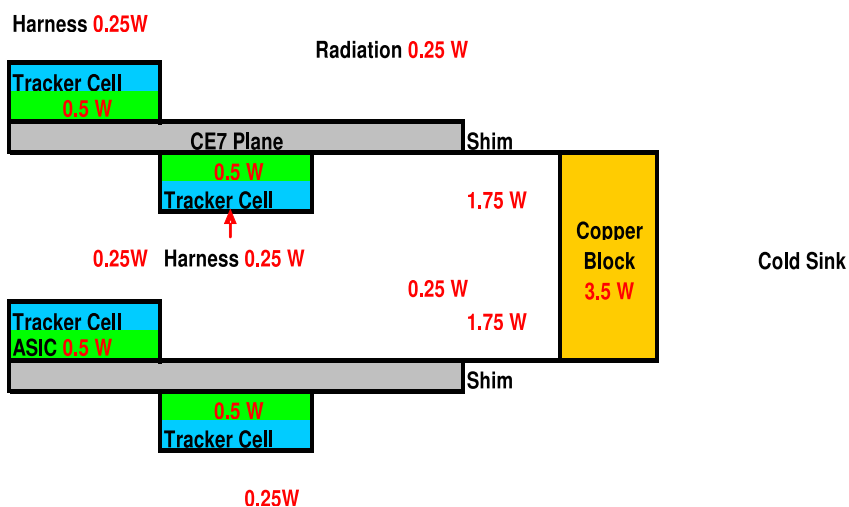 Harness 0.25W
Radiation 0.25 W
Tracker Cell
0.5 W
CE7 Plane
Shim
0.5 W
Tracker Cell
1.75 W
Copper
Block
3.5 W
Cold Sink
0.25W
Harness 0.25 W
0.25 W
Tracker Cell
ASIC 0.5 W
1.75 W
Shim
0.5 W
Tracker Cell
0.25W